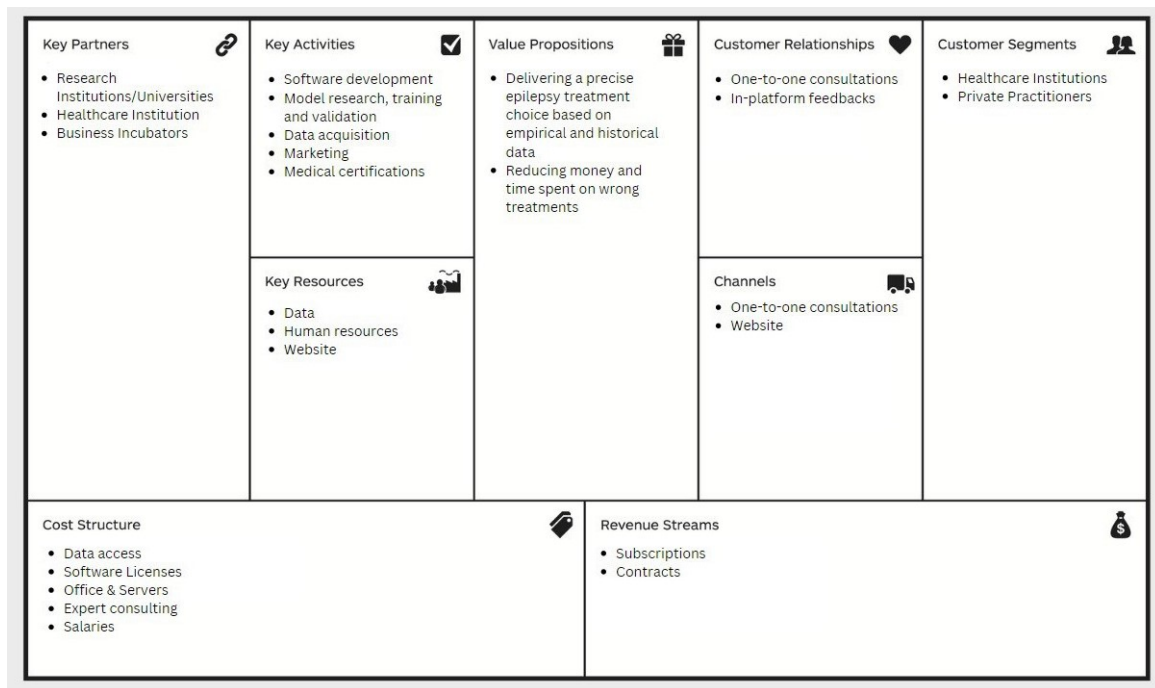 Key Partners
• Research
Institutions/Universities
• Healthcare Institution
• Business Incubators
Key Activities
• Software development
• Model research, training
and validation
• Data acquisition
• Marketing
• Medical certifications
Key Resources
• Data
• Human resources
• Website
Value Propositions
• Delivering a precise
epilepsy treatment
choice based on
empirical and historical
data
• Reducing money and
time spent on wrong
treatments
Customer Relationships
• One-to-one consultations
• In-platform feedbacks
Channels
• One-to-one consultations
• Website
Customer Segments
• Healthcare Institutions
• Private Practitioners
Cost Structure
• Data access
• Software Licenses
• Office & Servers
• Expert consulting
• Salaries
Revenue Streams
$
• Subscriptions
• Contracts